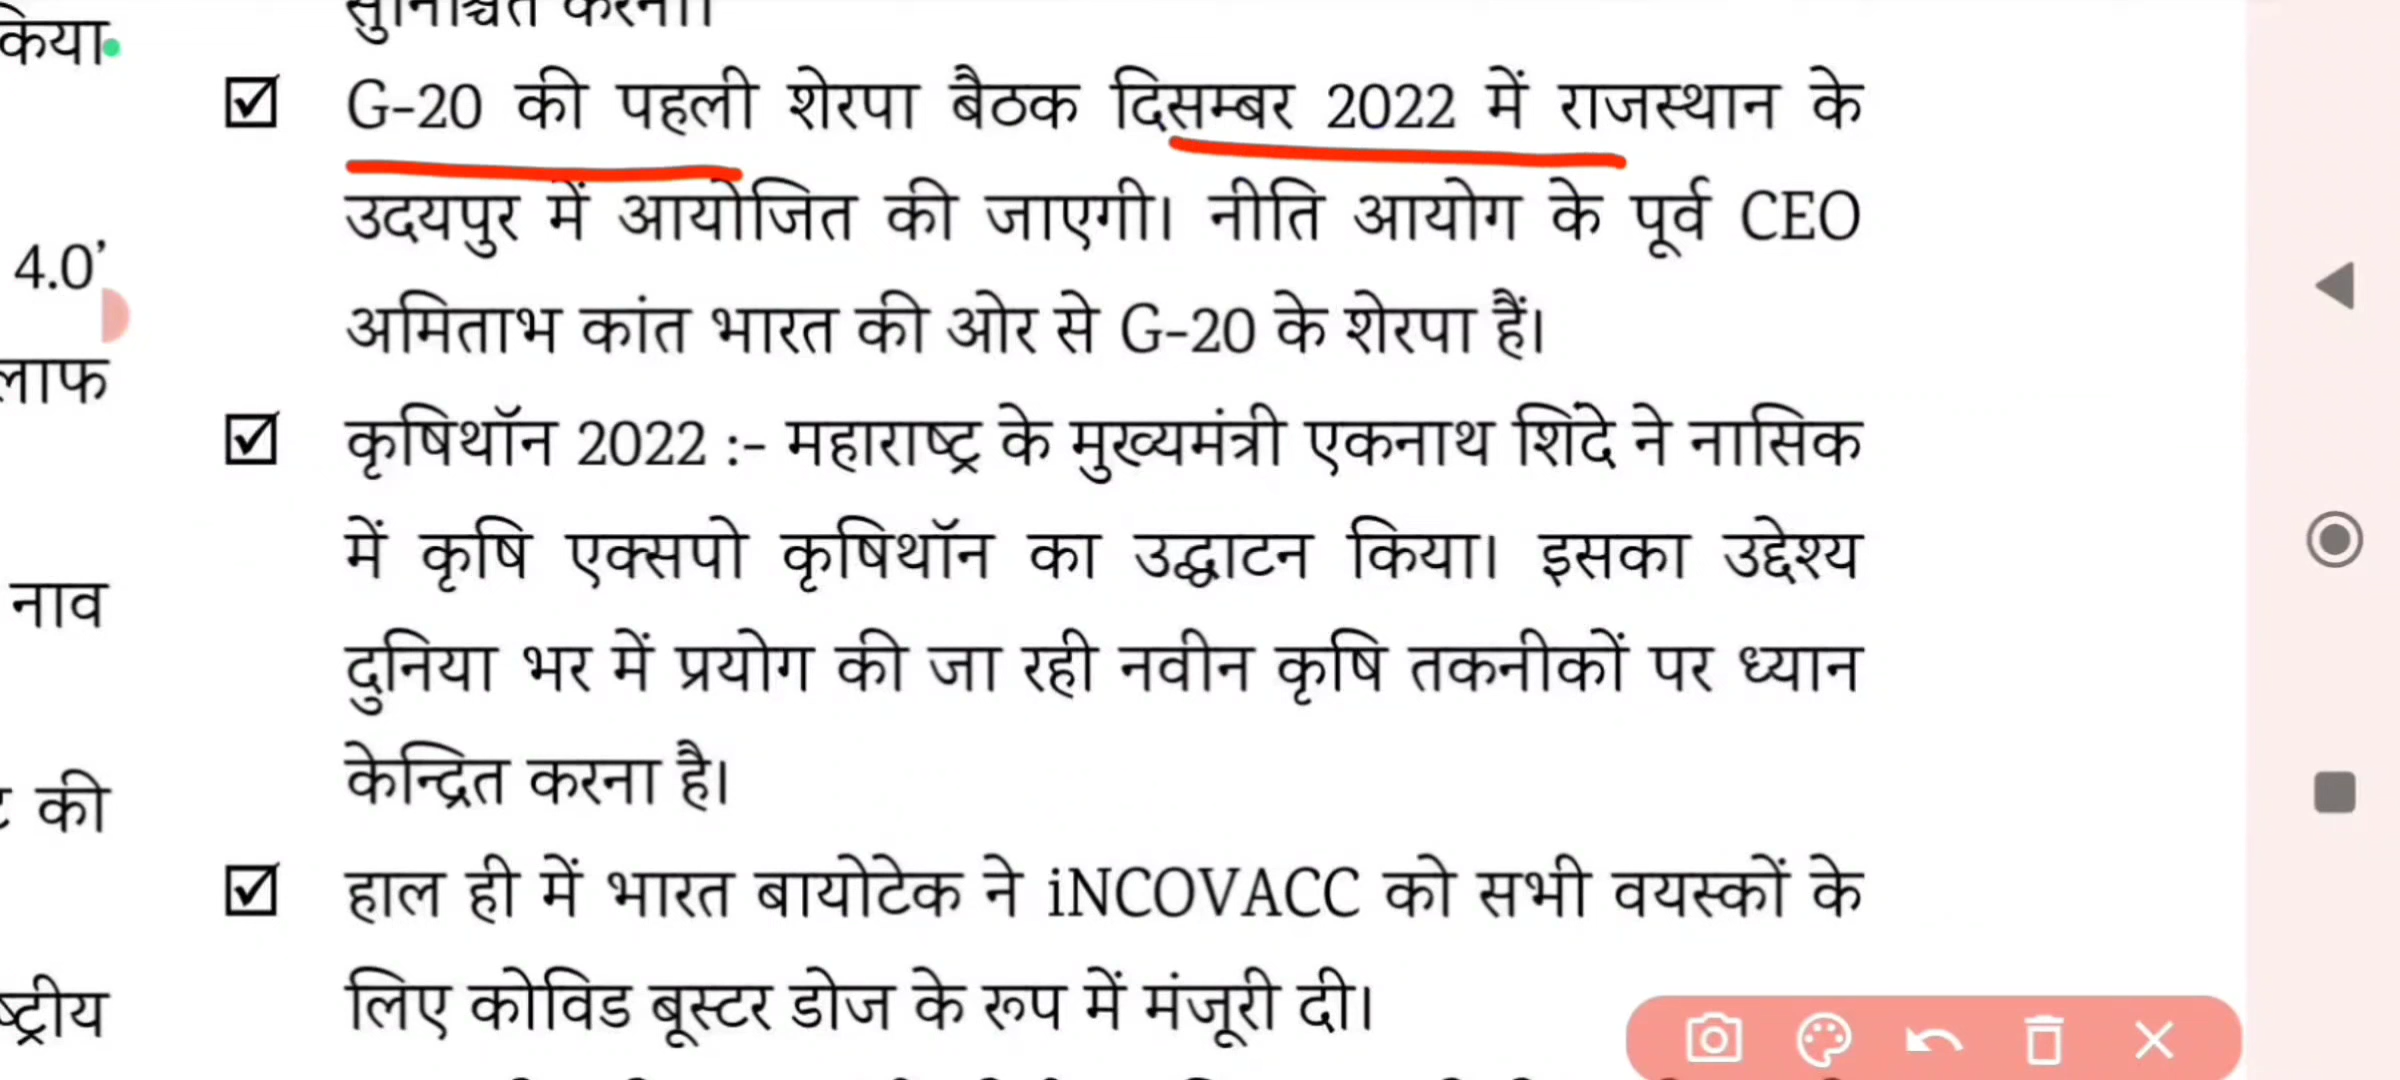 किया
4.0’
लाफ
नाव
की
ष्ट्रीय
सुनिश्चित करना।
G-20 की पहली शेरपा बैठक दिसम्बर 2022 में राजस्थान के
उदयपुर में आयोजित की जाएगी। नीति आयोग के पूर्व CEO
अमिताभ कांत भारत की ओर से G-20 के शेरपा हैं।
कृषिथॉन 2022 :- महाराष्ट्र के मुख्यमंत्री एकनाथ शिंदे ने नासिक
में कृषि एक्सपो कृषिथॉन का उद्घाटन किया। इसका उद्देश्य
दुनिया भर में प्रयोग की जा रही नवीन कृषि तकनीकों पर ध्यान
केन्द्रित करना है।
हाल ही में भारत बायोटेक ने iNCOVACC को सभी वयस्कों के
लिए कोविड बूस्टर डोज के रूप में मंजूरी दी।